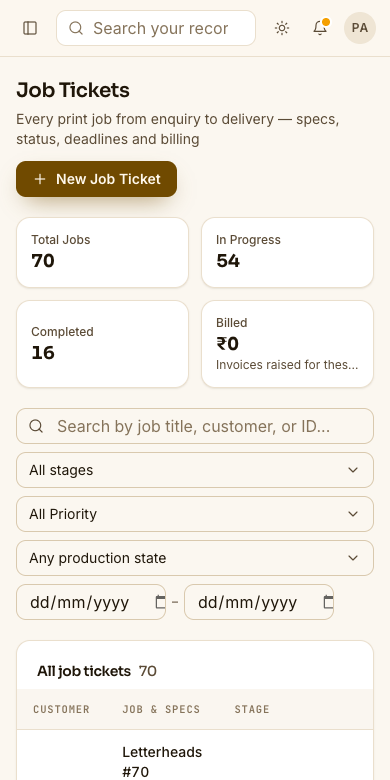 Search your recor
PA
Job Tickets
Every print job from enquiry to delivery — specs,
status, deadlines and billing
New Job Ticket
Total Jobs
70
In Progress
54
Completed
16
Billed
₹0
Invoices raised for thes...
Search by job title, customer, or ID...
All stages
All Priority
Any production state
dd/mm/yyyy – dd/mm/yyyy
All job tickets 70
CUSTOMER JOB & SPECS STAGE
Letterheads
#70